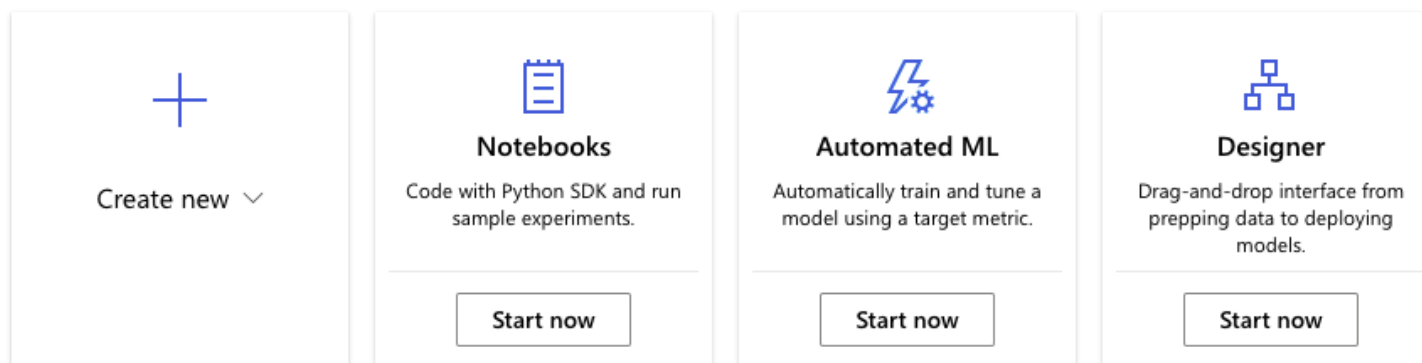 Create new
Notebooks
Code with Python SDK and run
sample experiments.
Start now
Automated ML
Automatically train and tune a
model using a target metric.
Start now
Designer
Drag-and-drop interface from
prepping data to deploying
models.
Start now